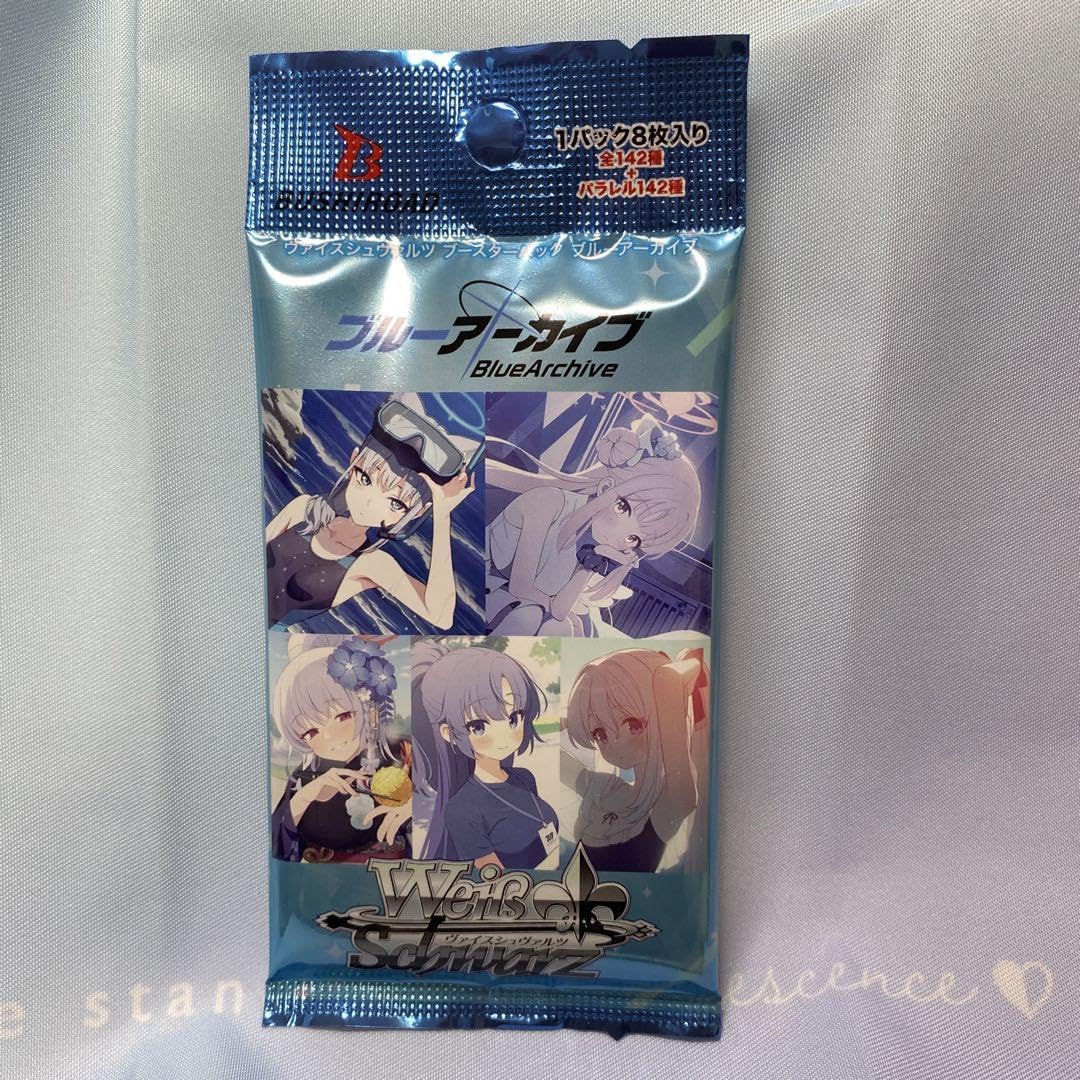 B
BUSHIROAD
1パック8枚入り
全142種
+
パラレル142種
ヴァイスシュヴァルツ ブースターパック ブルーアーカイブ
ブルーアーカイブ
BlueArchive
Weiß
ヴァイスシュヴァルツ
Schwarz
e stan
escence